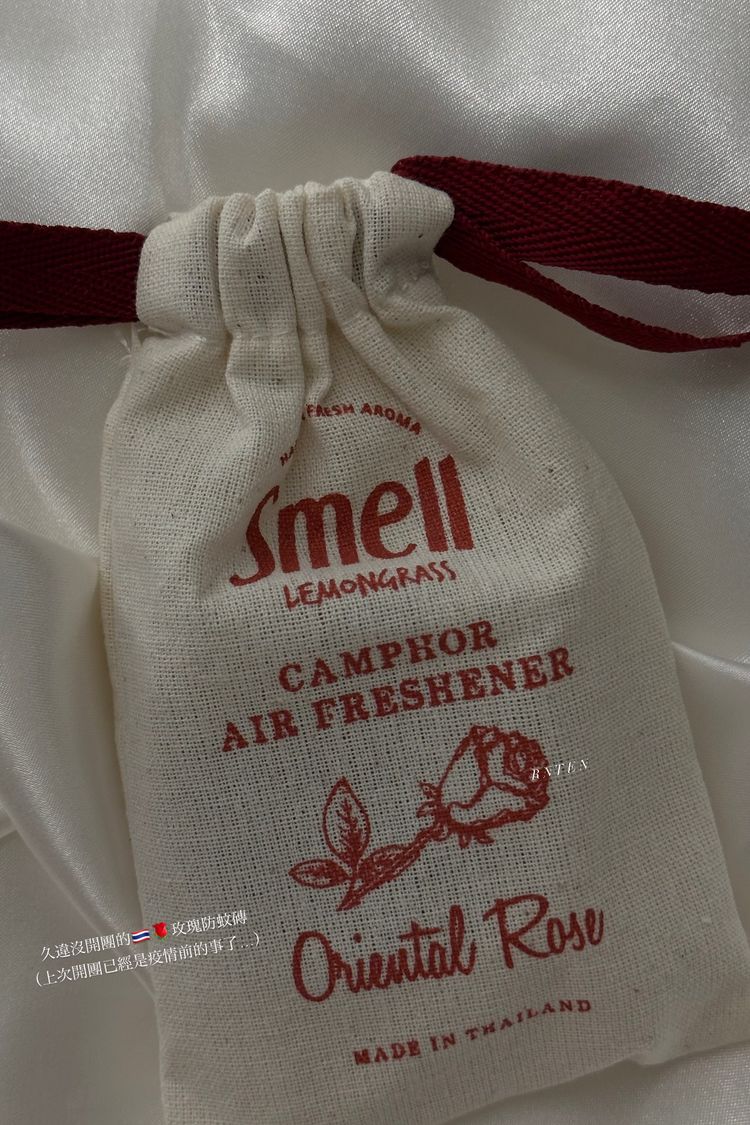 FRESH AROMA
Smell
LEMONGRASS
CAMPHOR
AIR FRESHENER
RNTEN
久違沒開團的🇹🇭🌹玫瑰防蚊磚
（上次開團已經是疫情前的事了...）
Oriental Rose
MADE IN THAILAND